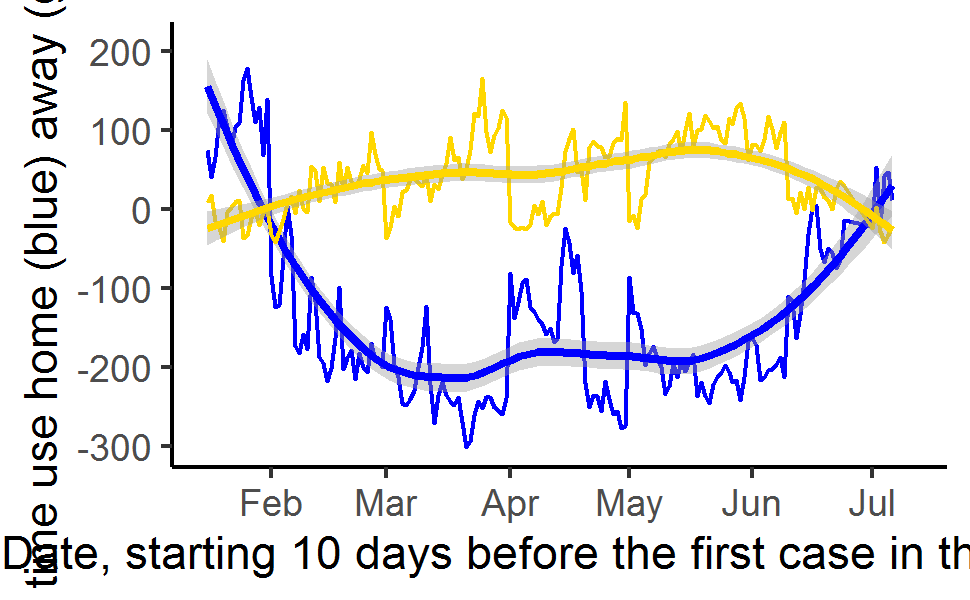 time use home (blue) away (
200
100
0
-100
-200
-300
Feb Mar Apr May Jun Jul
Date, starting 10 days before the first case in th